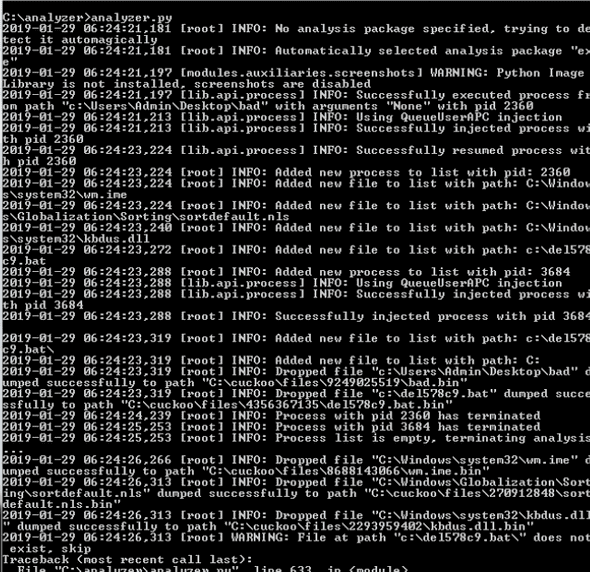 C:\analyzer>analyzer.py
2019-01-29 06:24:21,181 [root] INFO: No analysis package specified, trying to de
tect it automagically
2019-01-29 06:24:21,181 [root] INFO: Automatically selected analysis package "ex
e"
2019-01-29 06:24:21,197 [modules.auxiliaries.screenshots] WARNING: Python Image
Library is not installed, screenshots are disabled
2019-01-29 06:24:21,197 [lib.api.process] INFO: Successfully executed process fr
om path "c:\Users\Admin\Desktop\bad" with arguments "None" with pid 2360
2019-01-29 06:24:21,213 [lib.api.process] INFO: Using QueueUserAPC injection
2019-01-29 06:24:21,213 [lib.api.process] INFO: Successfully injected process wi
th pid 2360
2019-01-29 06:24:23,224 [lib.api.process] INFO: Successfully resumed process wit
h pid 2360
2019-01-29 06:24:23,224 [root] INFO: Added new process to list with pid: 2360
2019-01-29 06:24:23,224 [root] INFO: Added new file to list with path: C:\Window
s\system32\wm.ime
2019-01-29 06:24:23,224 [root] INFO: Added new file to list with path: C:\Window
s\Globalization\Sorting\sortdefault.nls
2019-01-29 06:24:23,240 [root] INFO: Added new file to list with path: C:\Window
s\system32\kbdus.dll
2019-01-29 06:24:23,272 [root] INFO: Added new file to list with path: c:\del578
c9.bat
2019-01-29 06:24:23,288 [root] INFO: Added new process to list with pid: 3684
2019-01-29 06:24:23,288 [lib.api.process] INFO: Using QueueUserAPC injection
2019-01-29 06:24:23,288 [lib.api.process] INFO: Successfully injected process wi
th pid 3684
2019-01-29 06:24:23,288 [root] INFO: Successfully injected process with pid 3684
2019-01-29 06:24:23,319 [root] INFO: Added new file to list with path: c:\del578
c9.bat\
2019-01-29 06:24:23,319 [root] INFO: Added new file to list with path: C:
2019-01-29 06:24:23,319 [root] INFO: Dropped file "c:\Users\Admin\Desktop\bad" d
umped successfully to path "C:\cuckoo\files\9249025519\bad.bin"
2019-01-29 06:24:23,319 [root] INFO: Dropped file "c:\del578c9.bat" dumped succe
ssfully to path "C:\cuckoo\files\4356367135\del578c9.bat.bin"
2019-01-29 06:24:24,239 [root] INFO: Process with pid 2360 has terminated
2019-01-29 06:24:25,253 [root] INFO: Process with pid 3684 has terminated
2019-01-29 06:24:25,253 [root] INFO: Process list is empty, terminating analysis
...
2019-01-29 06:24:26,266 [root] INFO: Dropped file "C:\Windows\system32\wm.ime" d
umped successfully to path "C:\cuckoo\files\8688143066\wm.ime.bin"
2019-01-29 06:24:26,313 [root] INFO: Dropped file "C:\Windows\Globalization\Sort
ing\sortdefault.nls" dumped successfully to path "C:\cuckoo\files\270912848\sort
default.nls.bin"
2019-01-29 06:24:26,313 [root] INFO: Dropped file "C:\Windows\system32\kbdus.dll
" dumped successfully to path "C:\cuckoo\files\2293959402\kbdus.dll.bin"
2019-01-29 06:24:26,313 [root] WARNING: File at path "c:\del578c9.bat\" does not
 exist, skip
Traceback (most recent call last):
  File "C:\analyzer\analyzer.py", line 633, in <module>